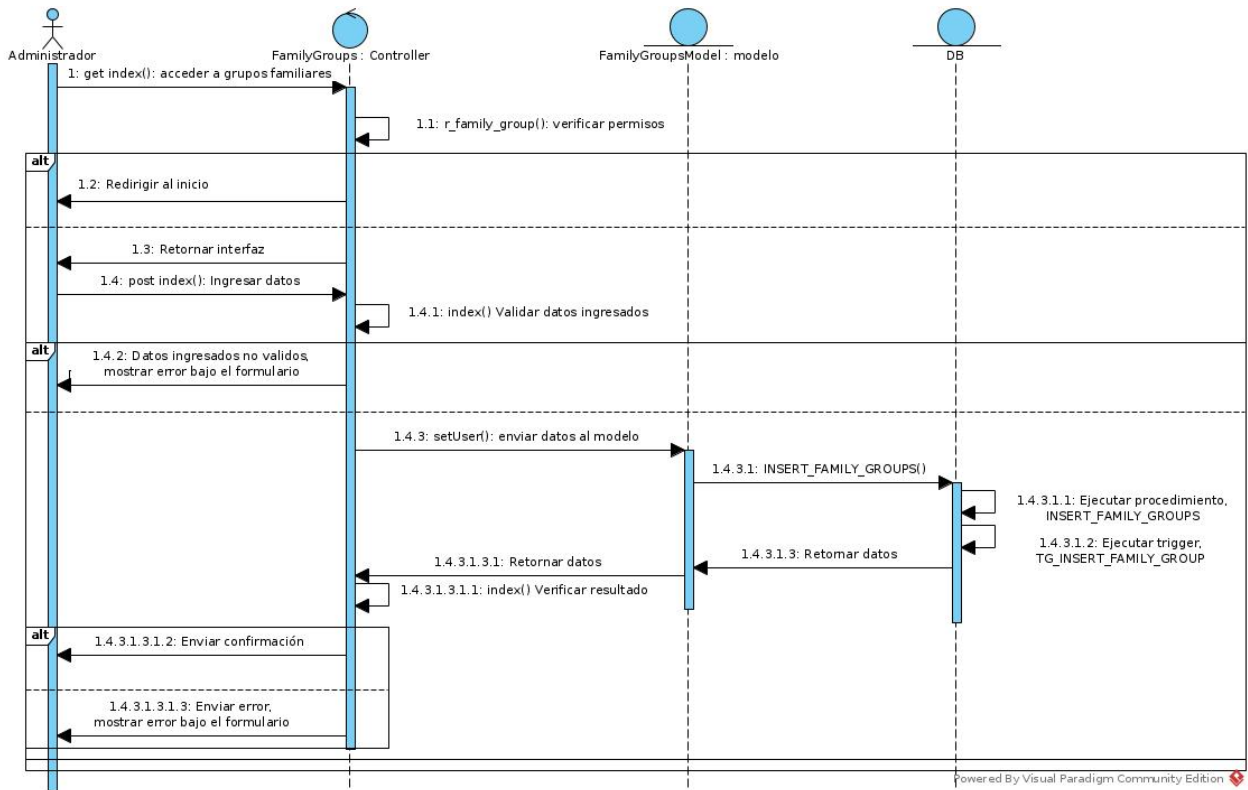 Administrador
FamilyGroups : Controller
FamilyGroupsModel : modelo
DB
1: get index(): acceder a grupos familiares
1.1: r_family_group(): verificar permisos
alt
1.2: Redirigir al inicio
1.3: Retornar interfaz
1.4: post index(): Ingresar datos
1.4.1: index() Validar datos ingresados
alt
1.4.2: Datos ingresados no validos,
mostrar error bajo el formulario
1.4.3: setUser(): enviar datos al modelo
1.4.3.1: INSERT_FAMILY_GROUPS()
1.4.3.1.1: Ejecutar procedimiento,
INSERT_FAMILY_GROUPS
1.4.3.1.2: Ejecutar trigger,
TG_INSERT_FAMILY_GROUP
1.4.3.1.3: Retornar datos
1.4.3.1.3.1: Retornar datos
1.4.3.1.3.1.1: index() Verificar resultado
alt
1.4.3.1.3.1.2: Enviar confirmación
1.4.3.1.3.1.3: Enviar error,
mostrar error bajo el formulario
Powered By Visual Paradigm Community Edition